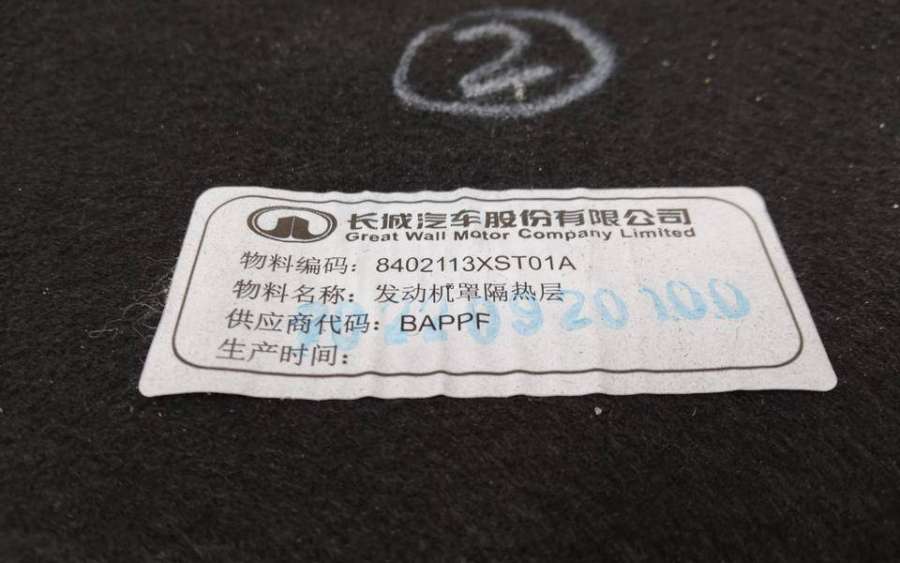 2
长城汽车股份有限公司
Great Wall Motor Company Limited
物料编码：8402113XST01A
物料名称：发动机罩隔热层
供应商代码：BAPPF
生产时间：